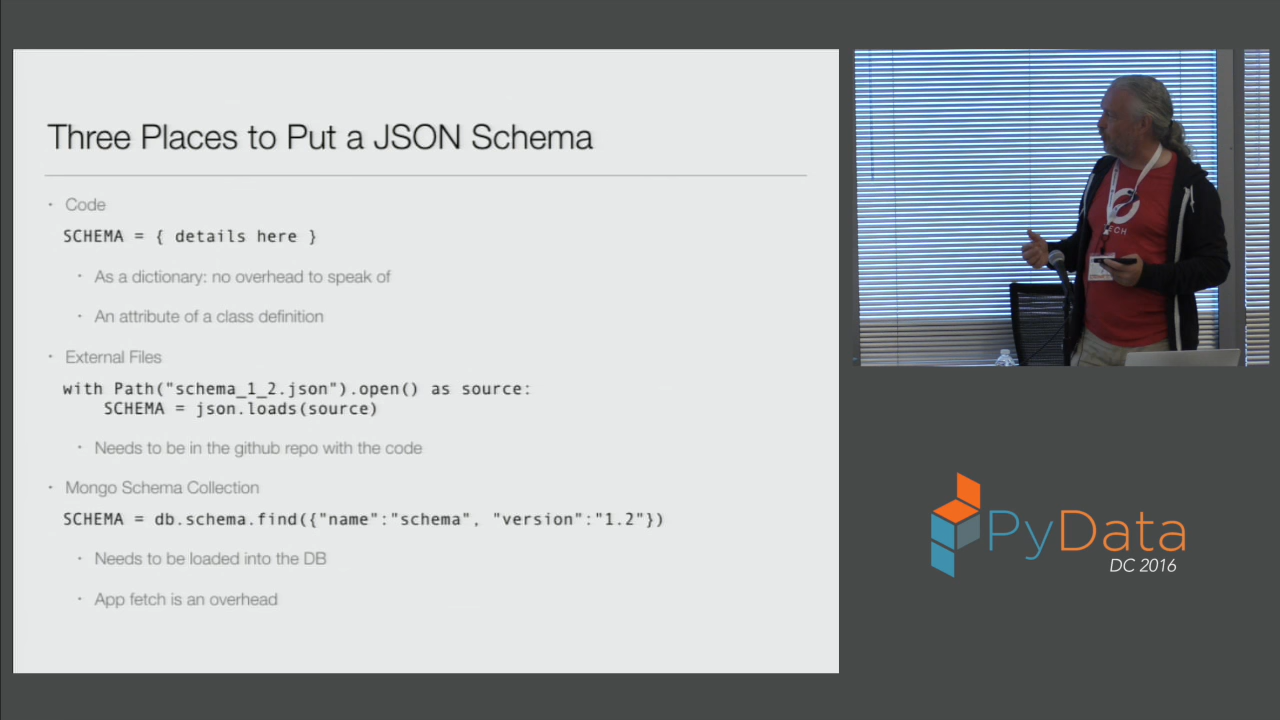 Three Places to Put a JSON Schema
• Code
SCHEMA = { details here }
• As a dictionary: no overhead to speak of
• An attribute of a class definition
• External Files
with Path("schema_1_2.json").open() as source:
    SCHEMA = json.loads(source)
• Needs to be in the github repo with the code
• Mongo Schema Collection
SCHEMA = db.schema.find({"name":"schema", "version":"1.2"})
• Needs to be loaded into the DB
• App fetch is an overhead
PyData
DC 2016